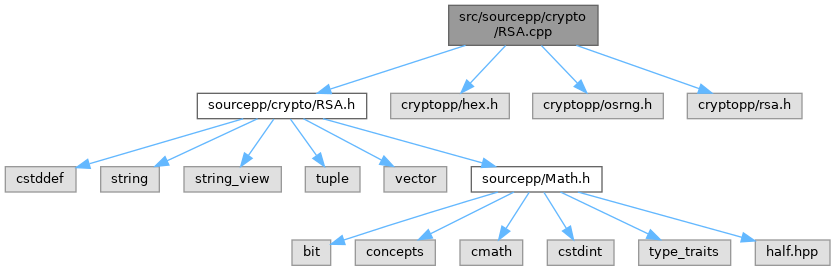 src/sourcepp/crypto
/RSA.cpp
sourcepp/crypto/RSA.h
cryptopp/hex.h
cryptopp/osrng.h
cryptopp/rsa.h
cstddef
string
string_view
tuple
vector
sourcepp/Math.h
bit
concepts
cmath
cstdint
type_traits
half.hpp